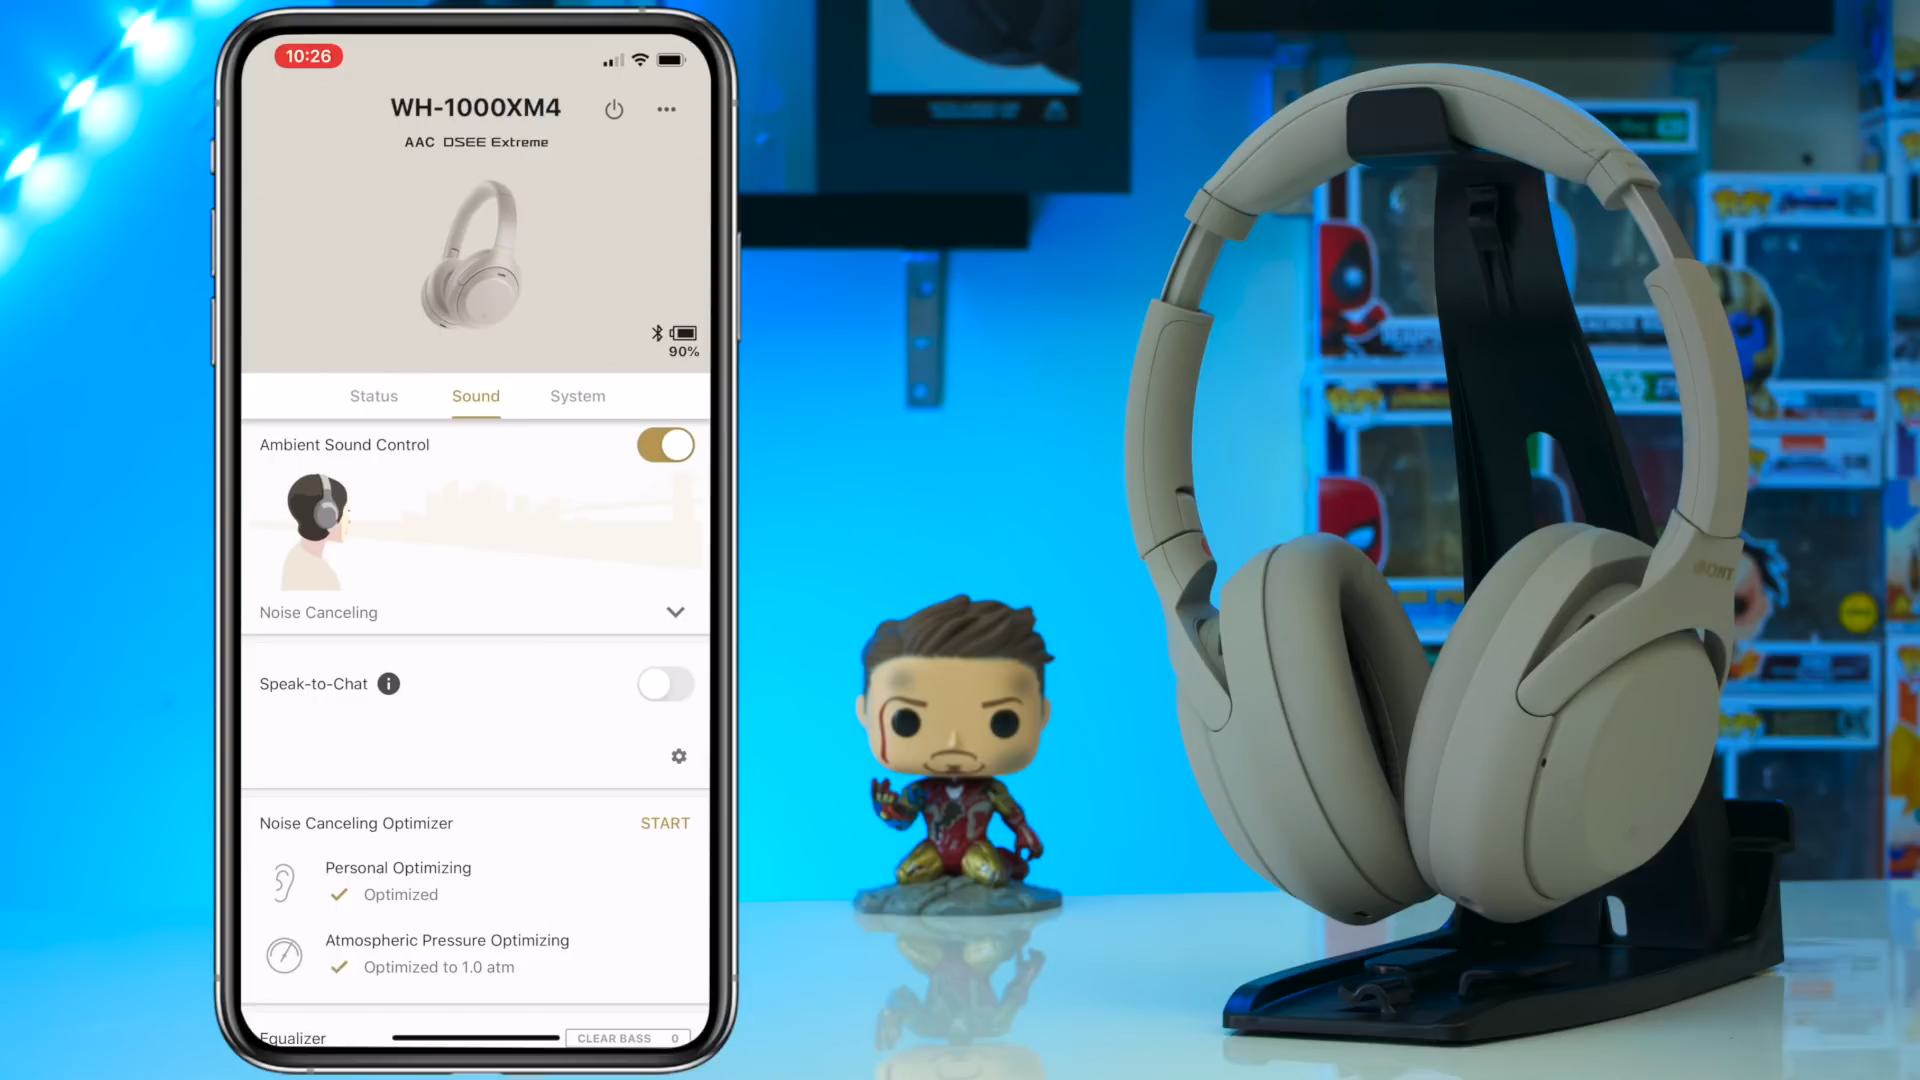 10:26
WH-1000XM4
AAC DSEE Extreme
90%
Status Sound System
Ambient Sound Control
Noise Canceling
Speak-to-Chat
Noise Canceling Optimizer START
Personal Optimizing
Optimized
Atmospheric Pressure Optimizing
Optimized to 1.0 atm
Equalizer CLEAR BASS 0
SONY